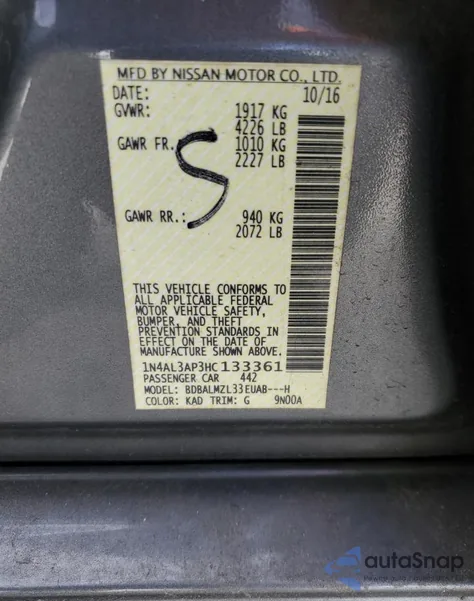 MFD BY NISSAN MOTOR CO., LTD.
DATE: 10/16
GVWR: 1917 KG
4226 LB
GAWR FR. 1010 KG
2227 LB
S
GAWR RR.: 940 KG
2072 LB
THIS VEHICLE CONFORMS TO
ALL APPLICABLE FEDERAL
MOTOR VEHICLE SAFETY,
BUMPER, AND THEFT
PREVENTION STANDARDS IN
EFFECT ON THE DATE OF
MANUFACTURE SHOWN ABOVE.
1N4AL3AP3HC133361
PASSENGER CAR 442
MODEL: BDBALMZL33EUAB---H
COLOR: KAD TRIM: G 9N00A
autoSnap